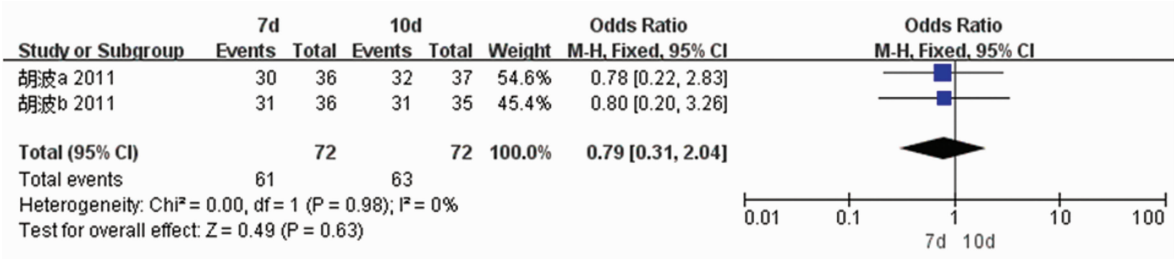 7d 10d Odds Ratio Odds Ratio
Study or Subgroup Events Total Events Total Weight M-H, Fixed, 95% CI M-H, Fixed, 95% CI
胡波a 2011 30 36 32 37 54.6% 0.78 [0.22, 2.83]
胡波b 2011 31 36 31 35 45.4% 0.80 [0.20, 3.26]
Total (95% CI) 72 72 100.0% 0.79 [0.31, 2.04]
Total events 61 63
Heterogeneity: Chi² = 0.00, df = 1 (P = 0.98); I² = 0%
Test for overall effect: Z = 0.49 (P = 0.63)
0.01 0.1 1 10 100
7d 10d